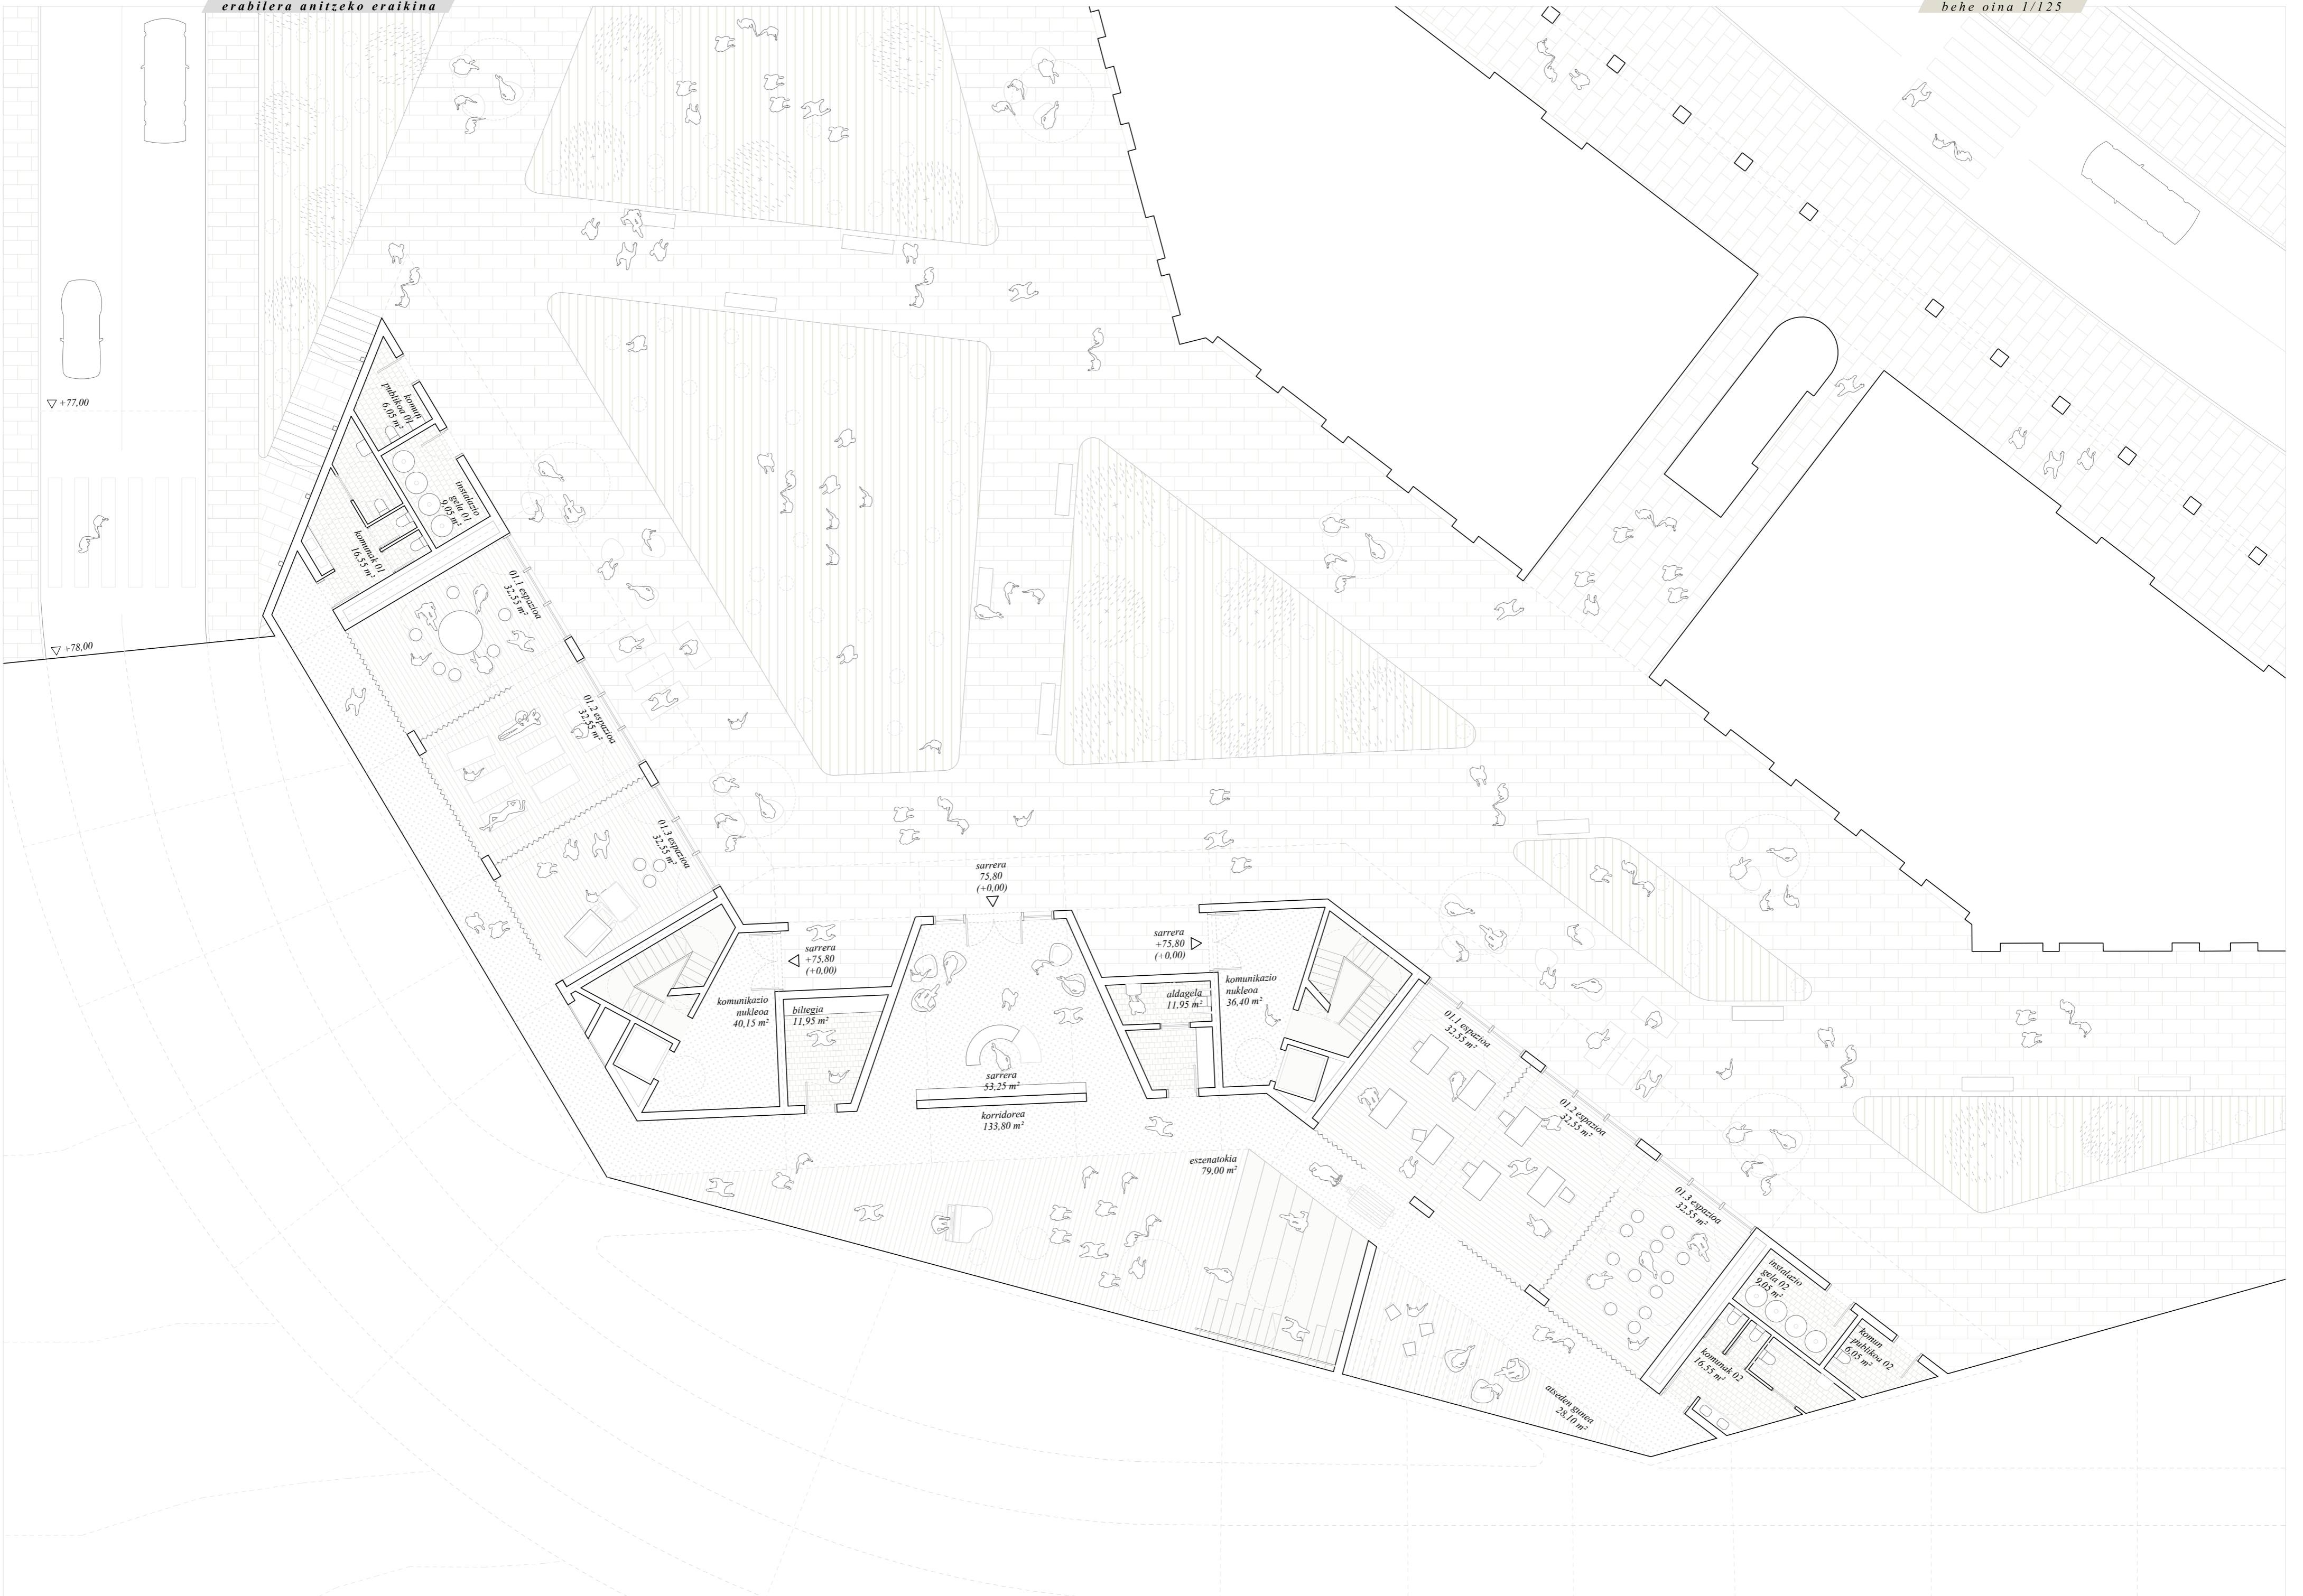 erabilera anitzeko eraikina
behe oina 1/125
+77,00
+78,00
komun
publikoa 01
6,05 m²
instalazio
gela 01
9,05 m²
komunak 01
16,55 m²
01.1 espazioa
32,55 m²
01.2 espazioa
32,55 m²
01.3 espazioa
32,55 m²
sarrera
75,80
(+0,00)
sarrera
+75,80
(+0,00)
sarrera
+75,80
(+0,00)
komunikazio
nukleoa
40,15 m²
biltegia
11,95 m²
aldagela
11,95 m²
komunikazio
nukleoa
36,40 m²
sarrera
53,25 m²
korridorea
133,80 m²
eszenatokia
79,00 m²
01.1 espazioa
32,55 m²
01.2 espazioa
32,55 m²
01.3 espazioa
32,55 m²
instalazio
gela 02
9,05 m²
komun
publikoa 02
6,05 m²
komunak 02
16,55 m²
atseden gunea
28,10 m²